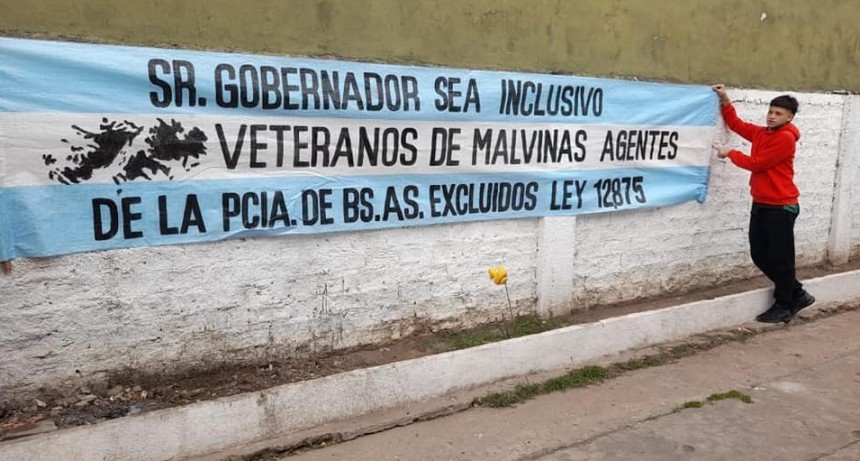 SR. GOBERNADOR SEA INCLUSIVO
VETERANOS DE MALVINAS AGENTES
DE LA PCIA. DE BS.AS. EXCLUIDOS LEY 12875